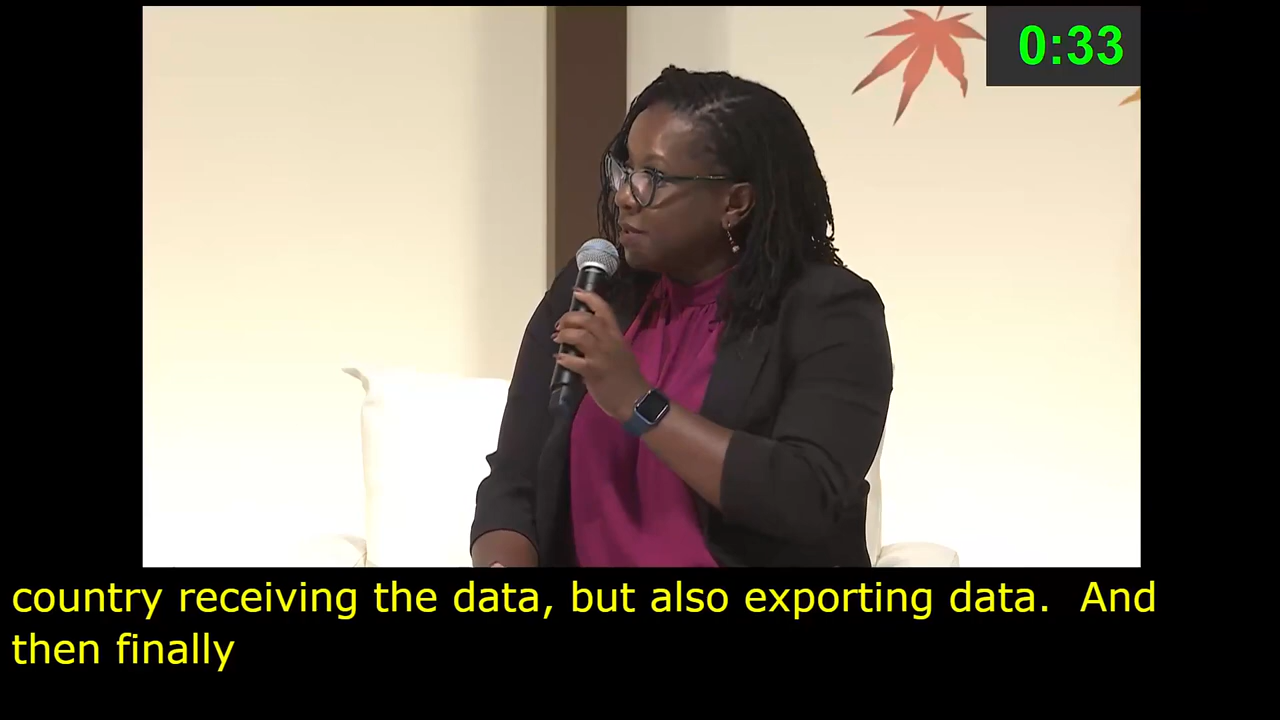 0:33
country receiving the data, but also exporting data.  And
then finally